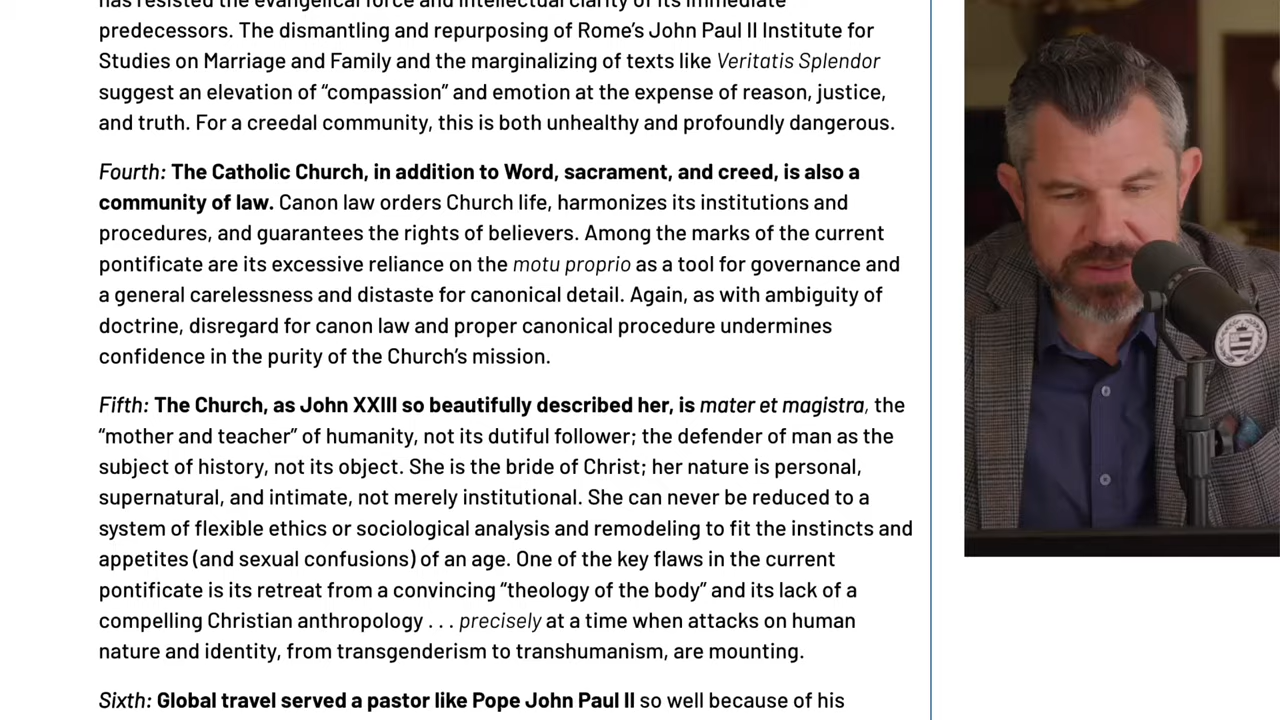 has resisted the evangelical force and intellectual clarity of its immediate
predecessors. The dismantling and repurposing of Rome’s John Paul II Institute for
Studies on Marriage and Family and the marginalizing of texts like Veritatis Splendor
suggest an elevation of “compassion” and emotion at the expense of reason, justice,
and truth. For a creedal community, this is both unhealthy and profoundly dangerous.
Fourth: The Catholic Church, in addition to Word, sacrament, and creed, is also a
community of law. Canon law orders Church life, harmonizes its institutions and
procedures, and guarantees the rights of believers. Among the marks of the current
pontificate are its excessive reliance on the motu proprio as a tool for governance and
a general carelessness and distaste for canonical detail. Again, as with ambiguity of
doctrine, disregard for canon law and proper canonical procedure undermines
confidence in the purity of the Church’s mission.
Fifth: The Church, as John XXIII so beautifully described her, is mater et magistra, the
“mother and teacher” of humanity, not its dutiful follower; the defender of man as the
subject of history, not its object. She is the bride of Christ; her nature is personal,
supernatural, and intimate, not merely institutional. She can never be reduced to a
system of flexible ethics or sociological analysis and remodeling to fit the instincts and
appetites (and sexual confusions) of an age. One of the key flaws in the current
pontificate is its retreat from a convincing “theology of the body” and its lack of a
compelling Christian anthropology . . . precisely at a time when attacks on human
nature and identity, from transgenderism to transhumanism, are mounting.
Sixth: Global travel served a pastor like Pope John Paul II so well because of his